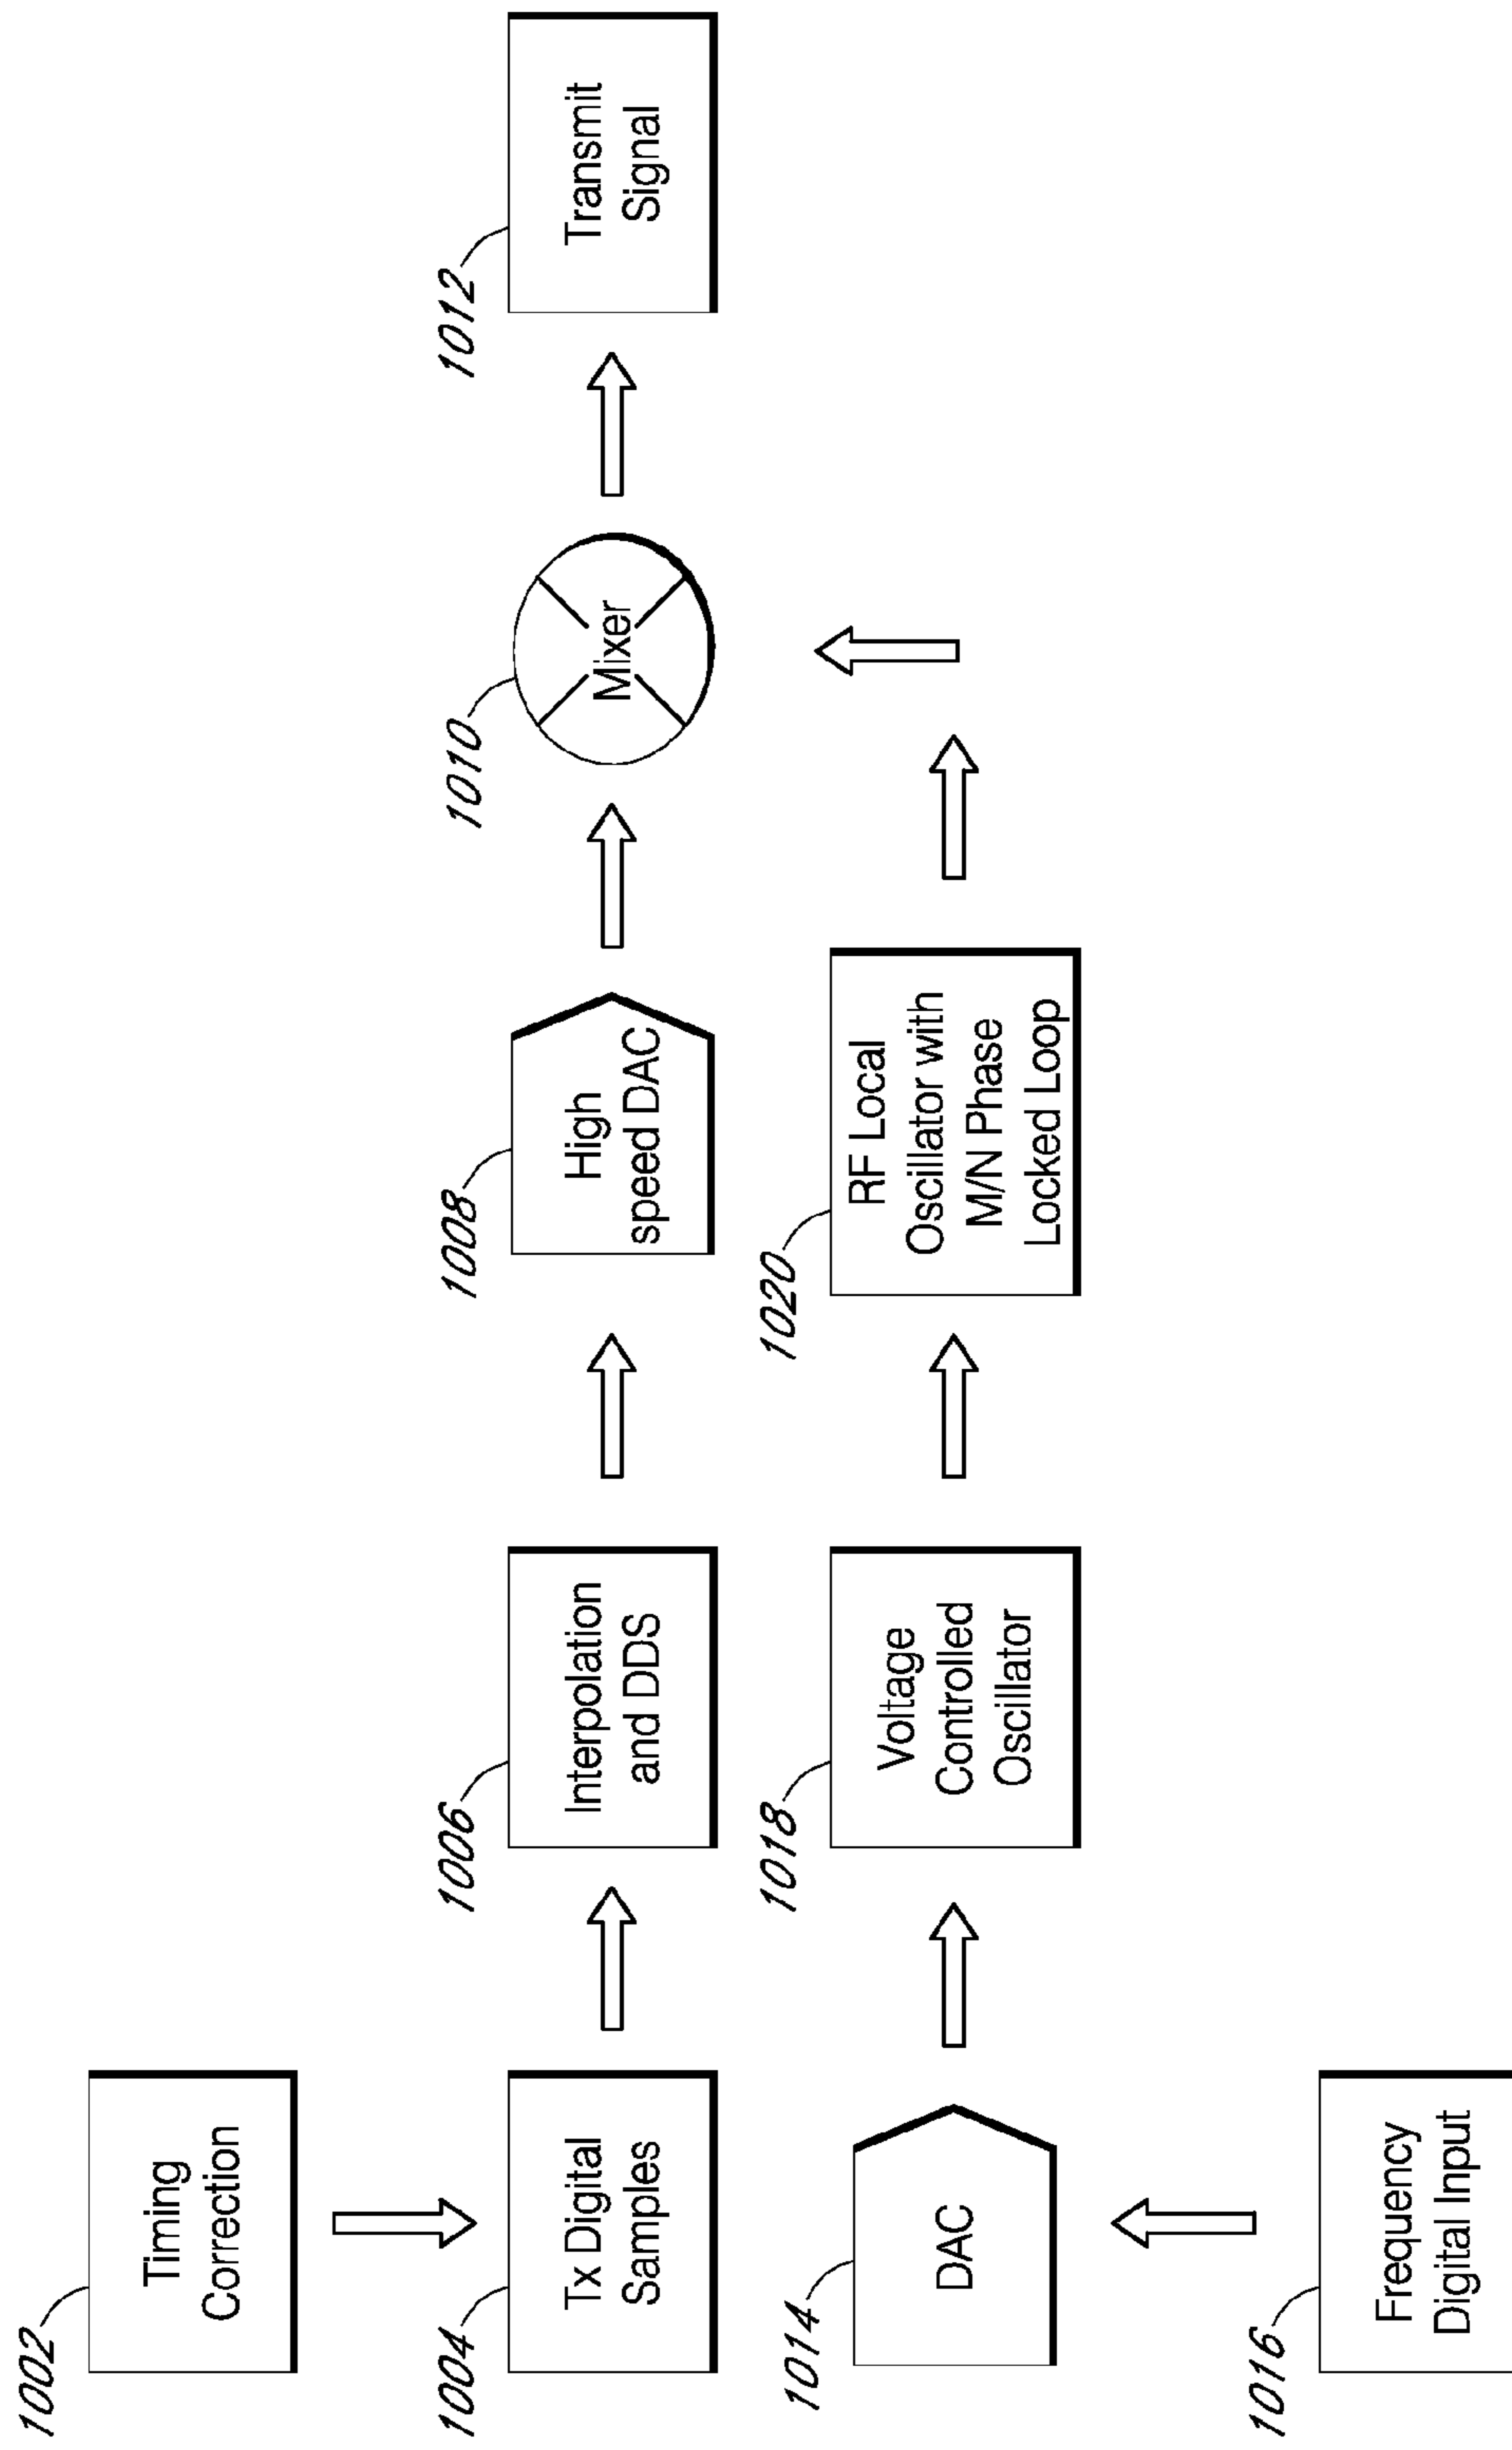 1002
Timing
Correction
1004
Tx Digital
Samples
1006
Interpolation
and DDS
1008
High
speed DAC
1010
Mixer
1012
Transmit
Signal
1014
DAC
1018
Voltage
Controlled
Oscillator
1020
RF Local
Oscillator with
M/N Phase
Locked Loop
1016
Frequency
Digital Input